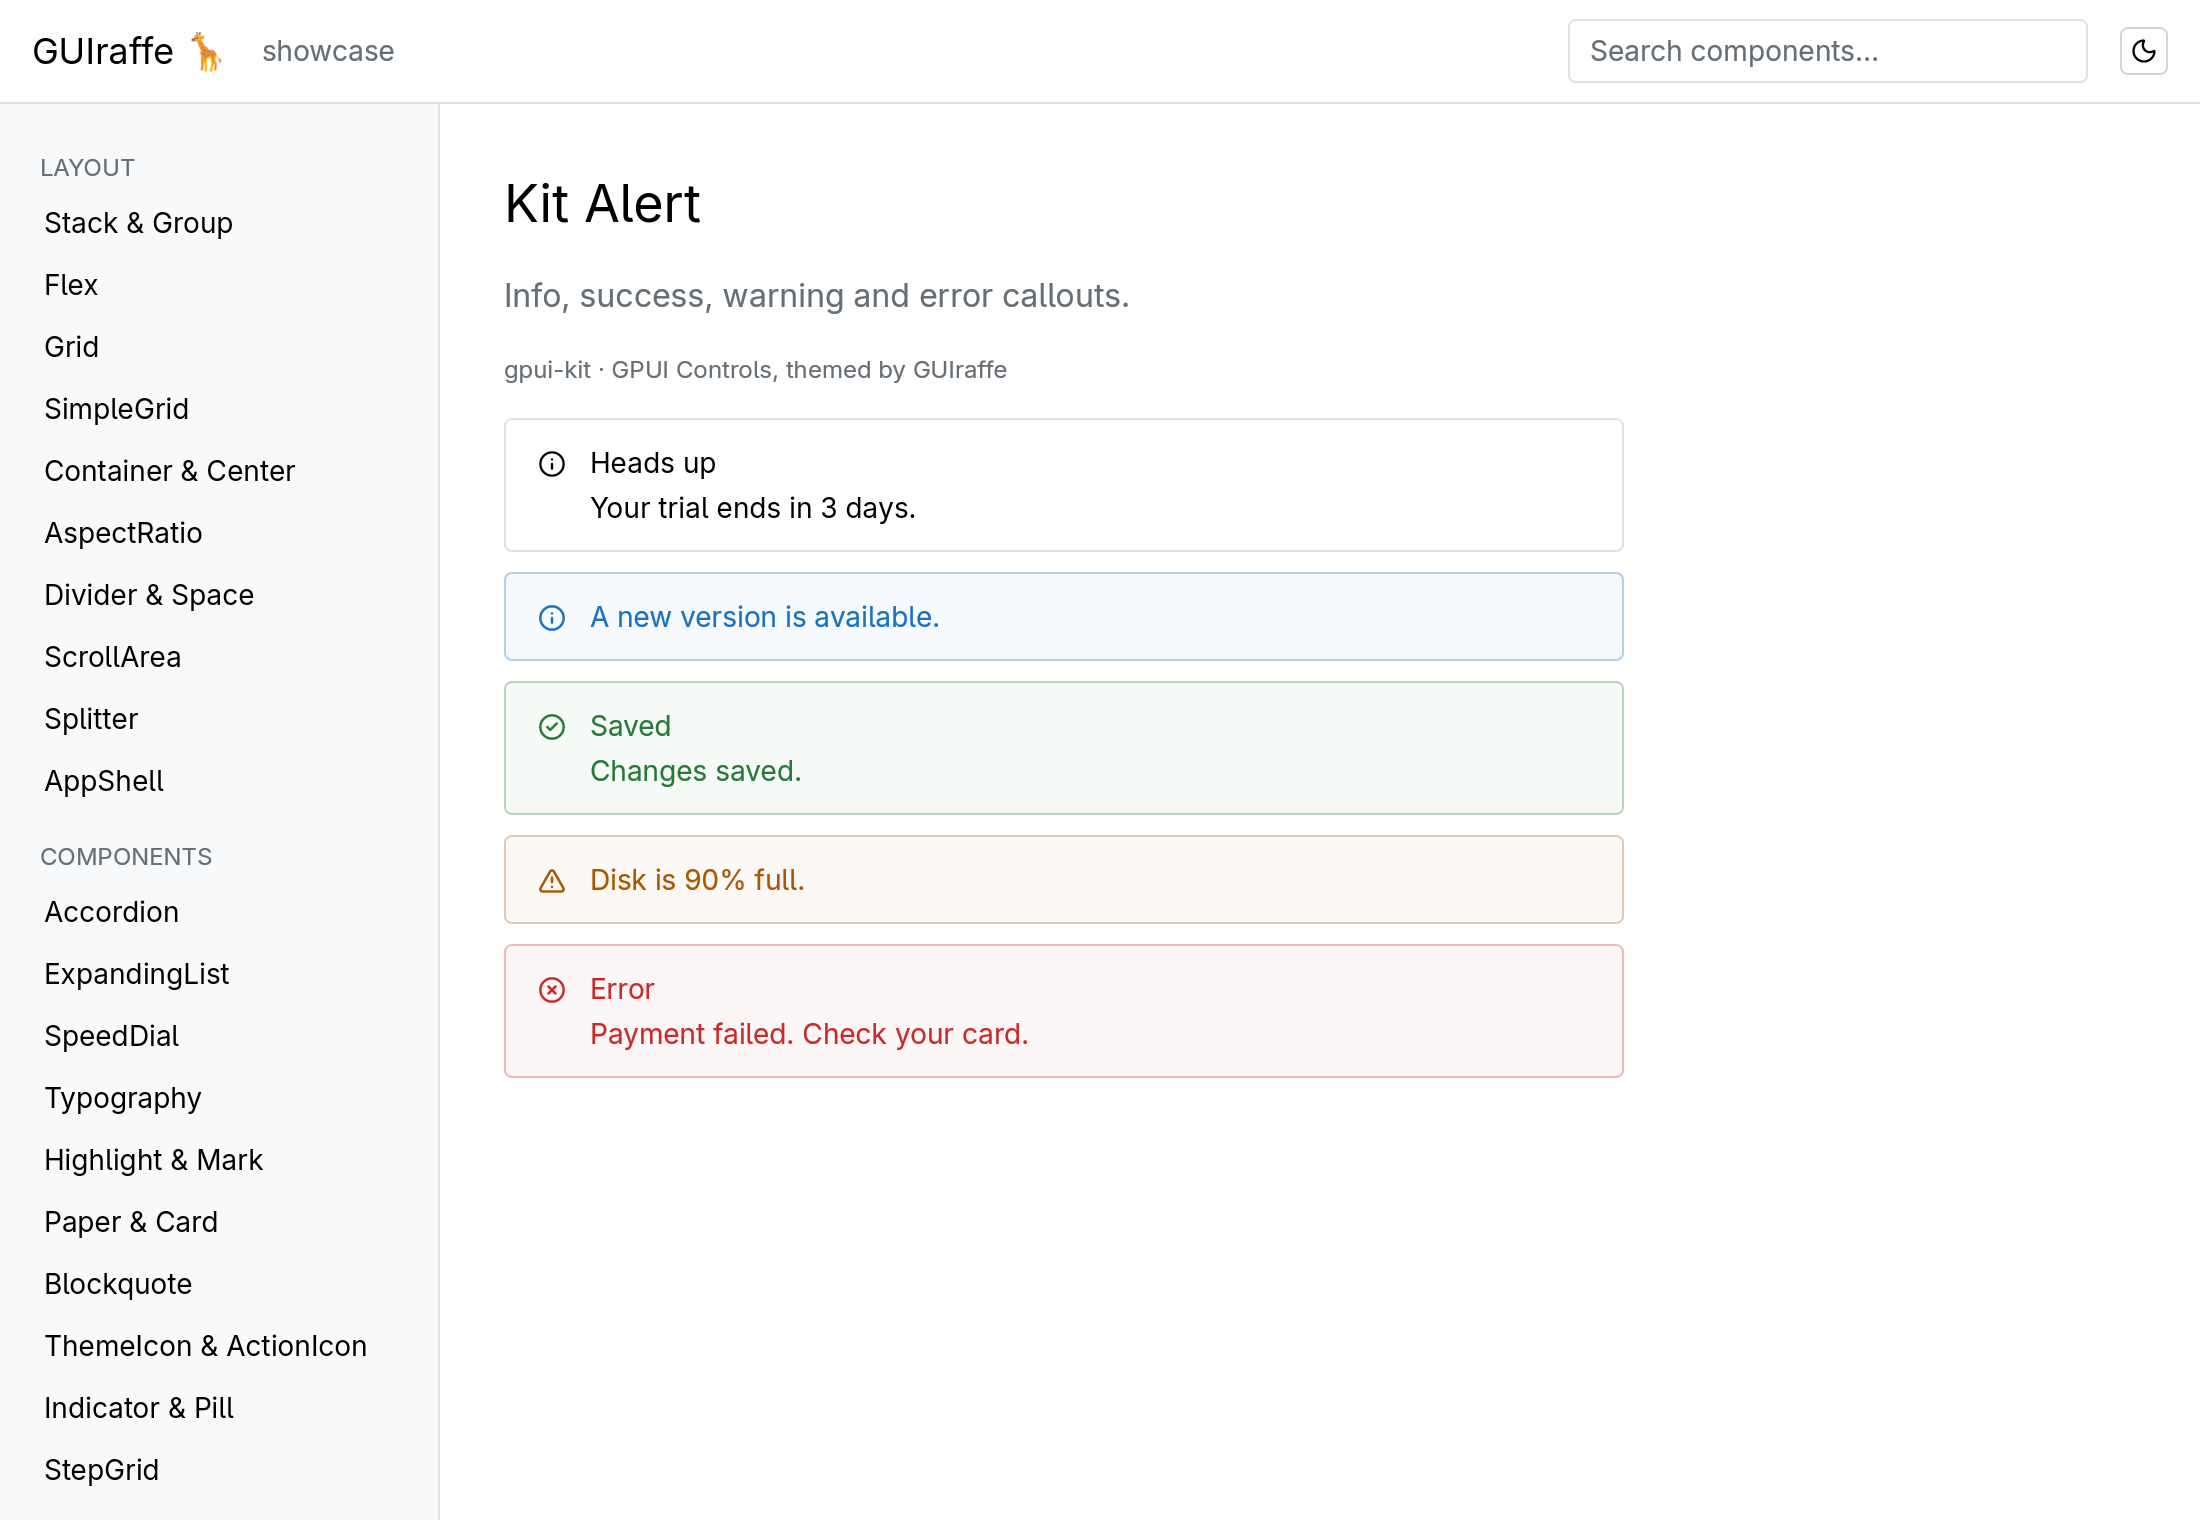 GUIraffe 🦒 showcase
Search components...
LAYOUT
Stack & Group
Flex
Grid
SimpleGrid
Container & Center
AspectRatio
Divider & Space
ScrollArea
Splitter
AppShell
COMPONENTS
Accordion
ExpandingList
SpeedDial
Typography
Highlight & Mark
Paper & Card
Blockquote
ThemeIcon & ActionIcon
Indicator & Pill
StepGrid
Kit Alert
Info, success, warning and error callouts.
gpui-kit · GPUI Controls, themed by GUIraffe
Heads up
Your trial ends in 3 days.
A new version is available.
Saved
Changes saved.
Disk is 90% full.
Error
Payment failed. Check your card.